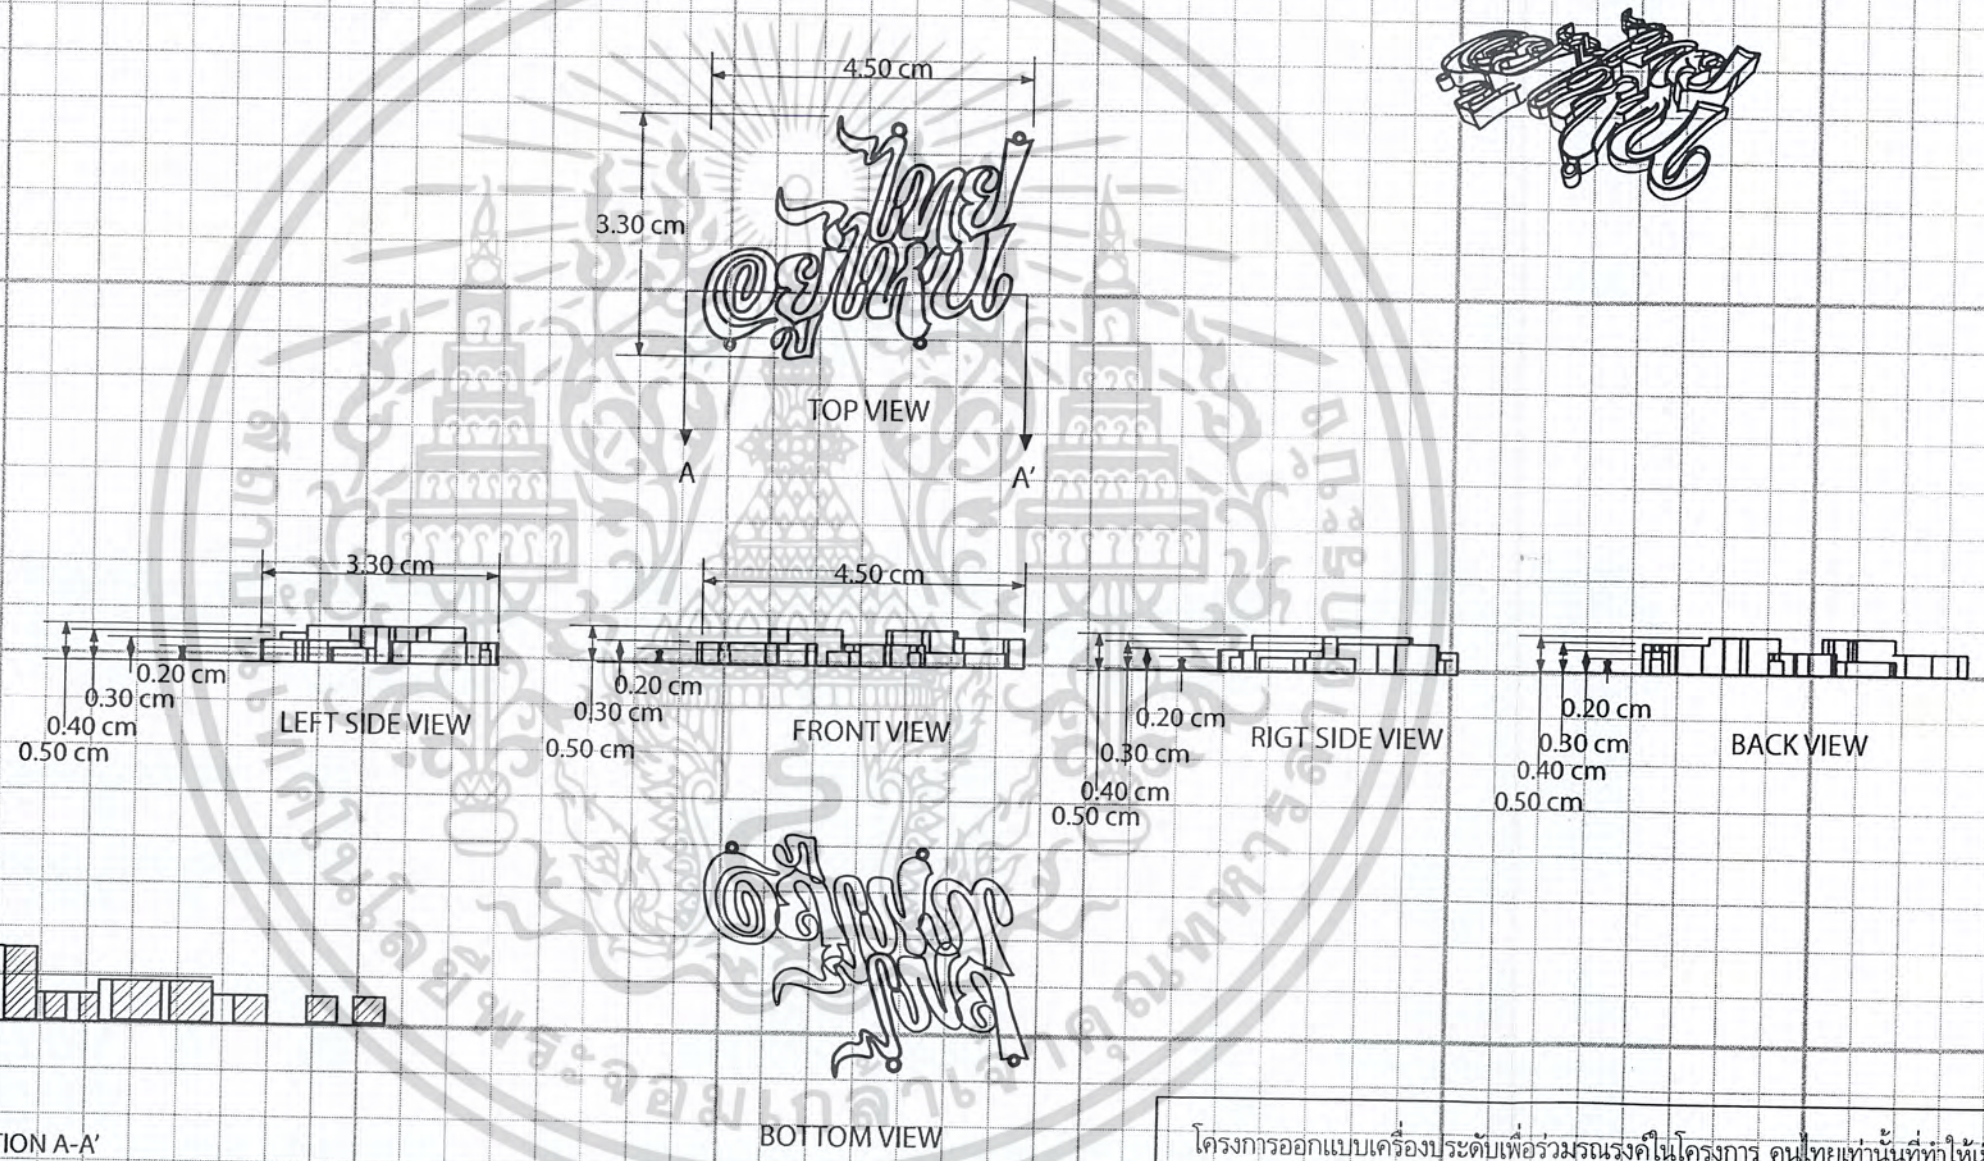 4.50 cm
3.30 cm
ไทย
อยู่ไหน
TOP VIEW
A A'
3.30 cm
4.50 cm
0.20 cm
0.30 cm
0.40 cm
0.50 cm
LEFT SIDE VIEW
0.20 cm
0.30 cm
0.50 cm
FRONT VIEW
0.20 cm
0.30 cm
0.40 cm
0.50 cm
RIGT SIDE VIEW
0.20 cm
0.30 cm
0.40 cm
0.50 cm
BACK VIEW
BOTTOM VIEW
TION A-A'
โครงการออกแบบเครื่องประดับเพื่อร่วมรณรงค์ในโครงการ คนไทยเท่านั้นที่ทำให้